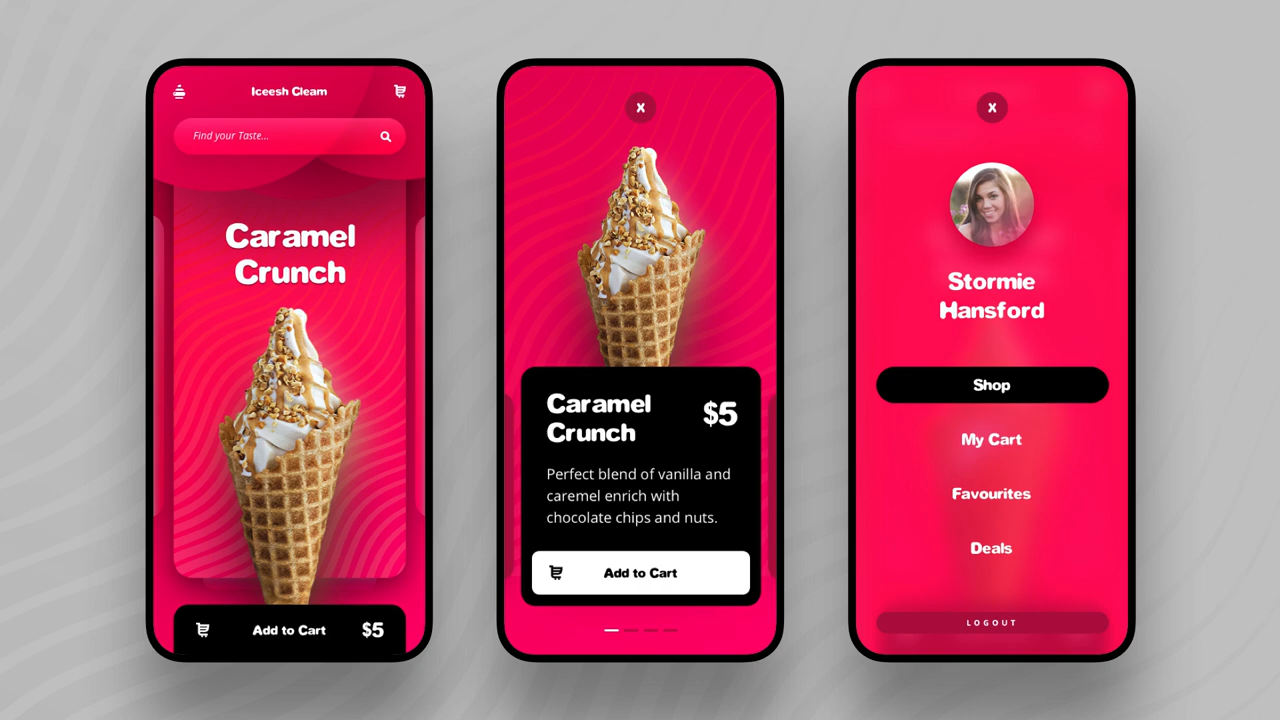 Iceesh Cleam
Find your Taste...
Caramel
Crunch
Add to Cart
$5
X
Caramel
Crunch
$5
Perfect blend of vanilla and
caremel enrich with
chocolate chips and nuts.
Add to Cart
X
Stormie
Hansford
Shop
My Cart
Favourites
Deals
LOGOUT